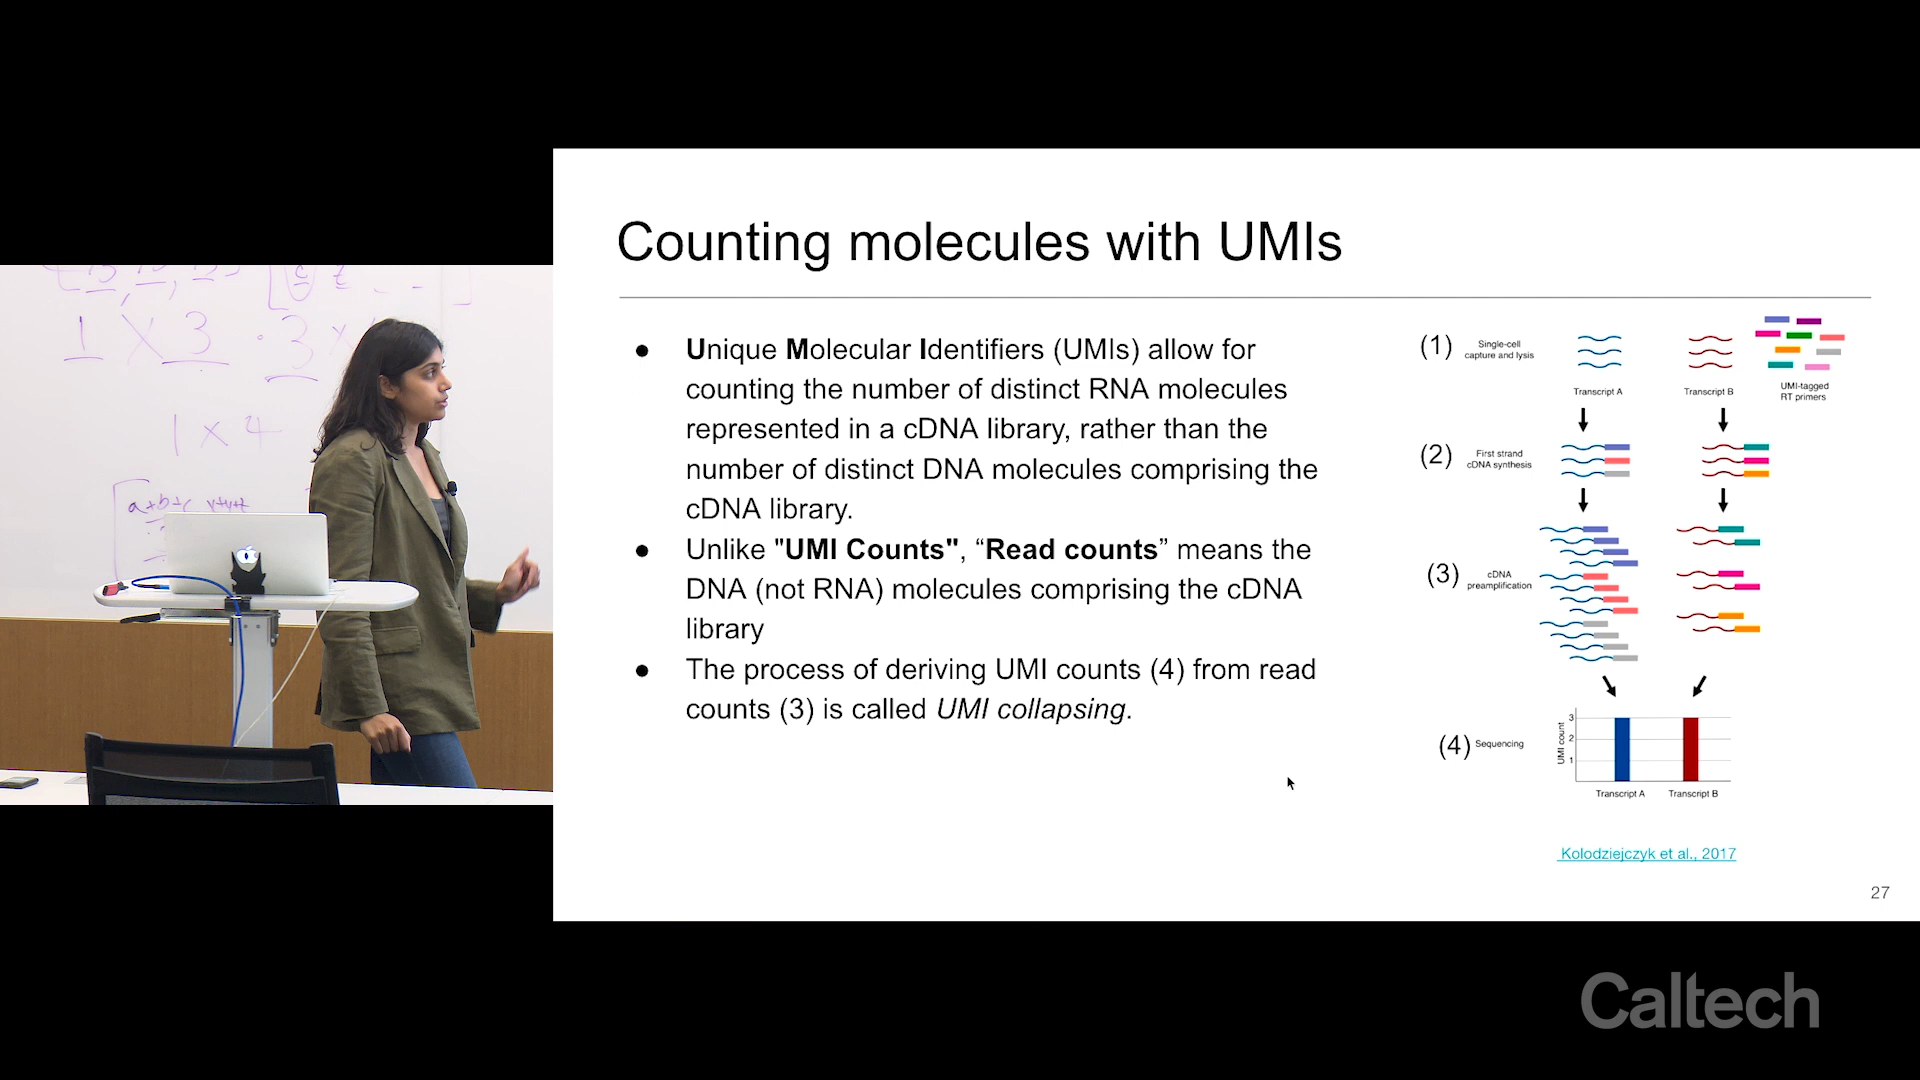 Counting molecules with UMIs
● Unique Molecular Identifiers (UMIs) allow for
counting the number of distinct RNA molecules
represented in a cDNA library, rather than the
number of distinct DNA molecules comprising the
cDNA library.
● Unlike "UMI Counts", “Read counts” means the
DNA (not RNA) molecules comprising the cDNA
library
● The process of deriving UMI counts (4) from read
counts (3) is called UMI collapsing.
(1) Single-cell
capture and lysis
Transcript A
Transcript B
UMI-tagged
RT primers
(2) First strand
cDNA synthesis
(3) cDNA
preamplification
(4) Sequencing
UMI count
3
2
1
Transcript A
Transcript B
Kolodziejczyk et al., 2017
27
1 X 3 · 3
1 x 4
a+b+c
Caltech